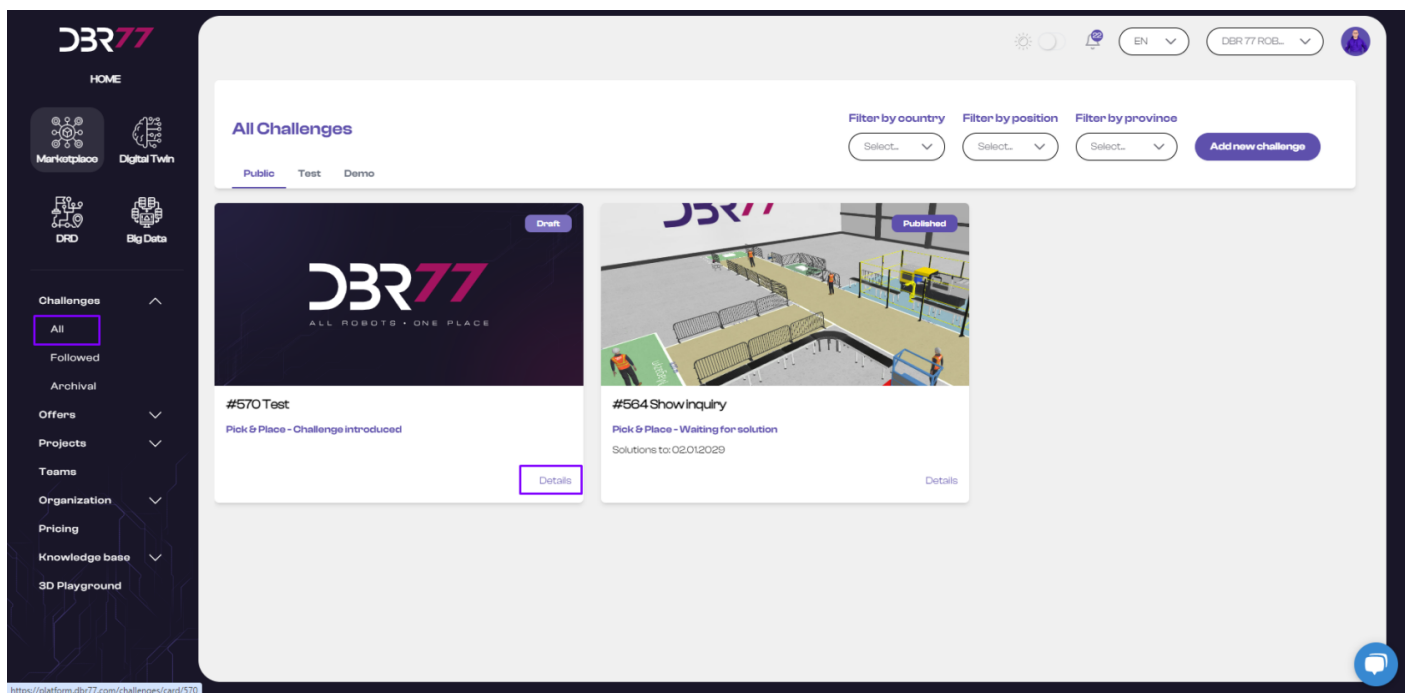 DBR77
HOME
Marketplace
Digital Twin
DRD
Big Data
Challenges
All
Followed
Archival
Offers
Projects
Teams
Organization
Pricing
Knowledge base
3D Playground
22
EN
DBR 77 ROB...
All Challenges
Filter by country
Filter by position
Filter by province
Select...
Select...
Select...
Add new challenge
Public Test Demo
Draft
DBR77
ALL ROBOTS • ONE PLACE
#570 Test
Pick & Place - Challenge introduced
Details
DBR77
Published
#564 Show inquiry
Pick & Place - Waiting for solution
Solutions to: 02.01.2029
Details
https://platform.dbr77.com/challenges/card/570